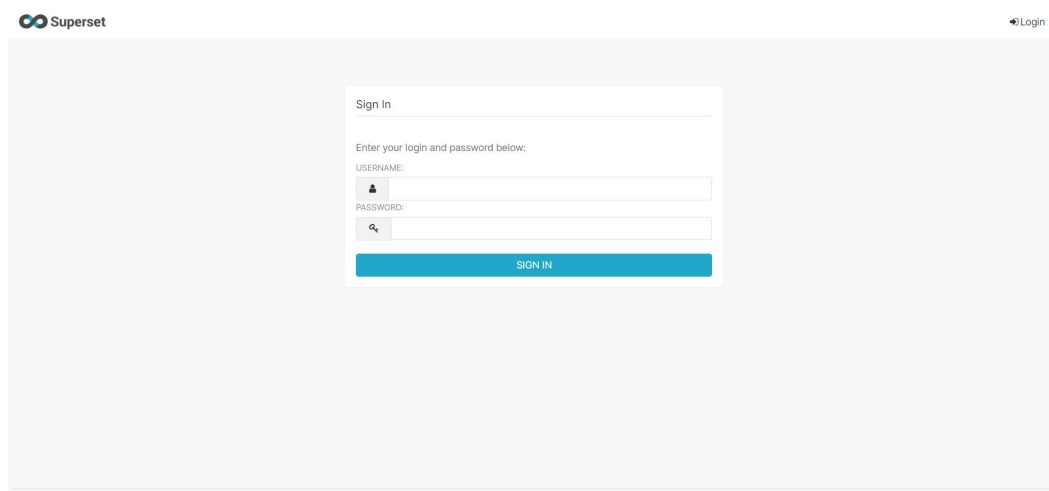 Superset
Login
Sign In
Enter your login and password below:
USERNAME:
PASSWORD:
SIGN IN